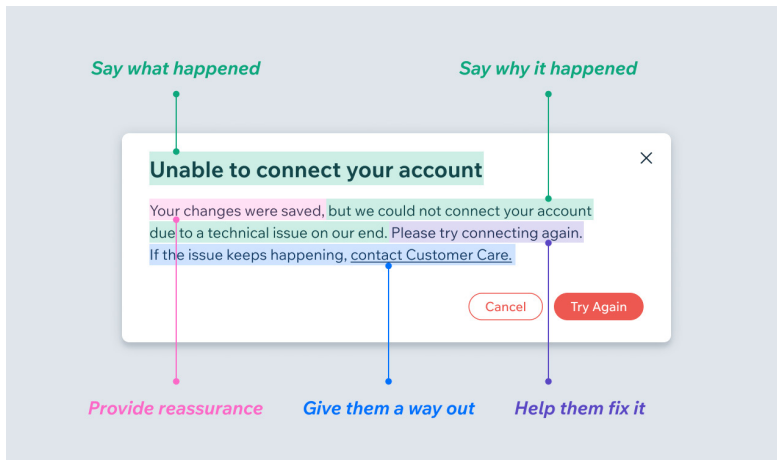 Say what happened
Say why it happened
Unable to connect your account
Your changes were saved, but we could not connect your account
due to a technical issue on our end. Please try connecting again.
If the issue keeps happening, contact Customer Care.
Cancel
Try Again
Provide reassurance
Give them a way out
Help them fix it